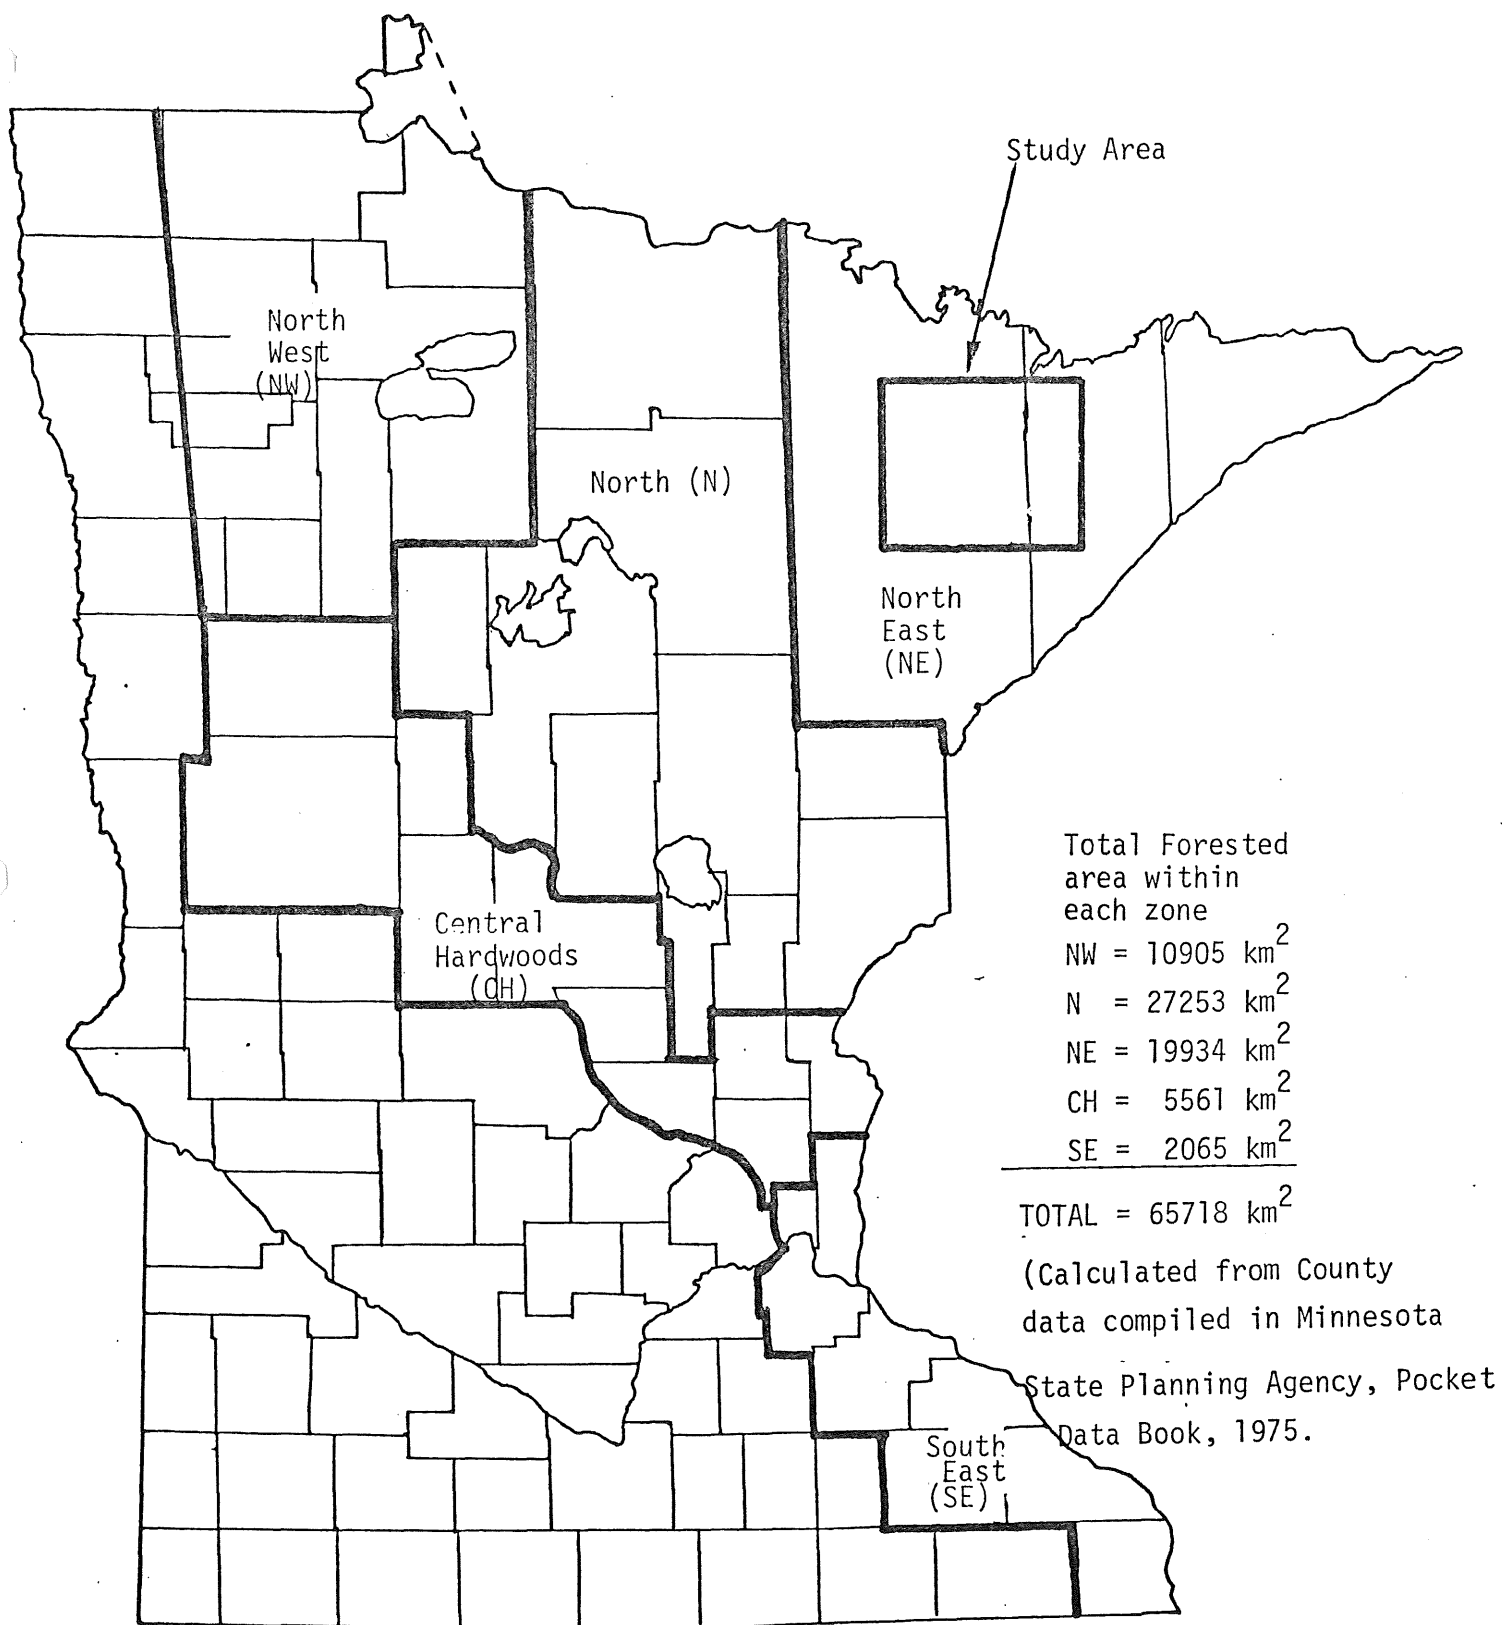 Study Area
North
West
(NW)
North (N)
North
East
(NE)
Central
Hardwoods
(CH)
South
East
(SE)
Total Forested
area within
each zone
NW = 10905 km2
N = 27253 km2
NE = 19934 km2
CH = 5561 km2
SE = 2065 km2
TOTAL = 65718 km2
(Calculated from County
data compiled in Minnesota
State Planning Agency, Pocket
Data Book, 1975.